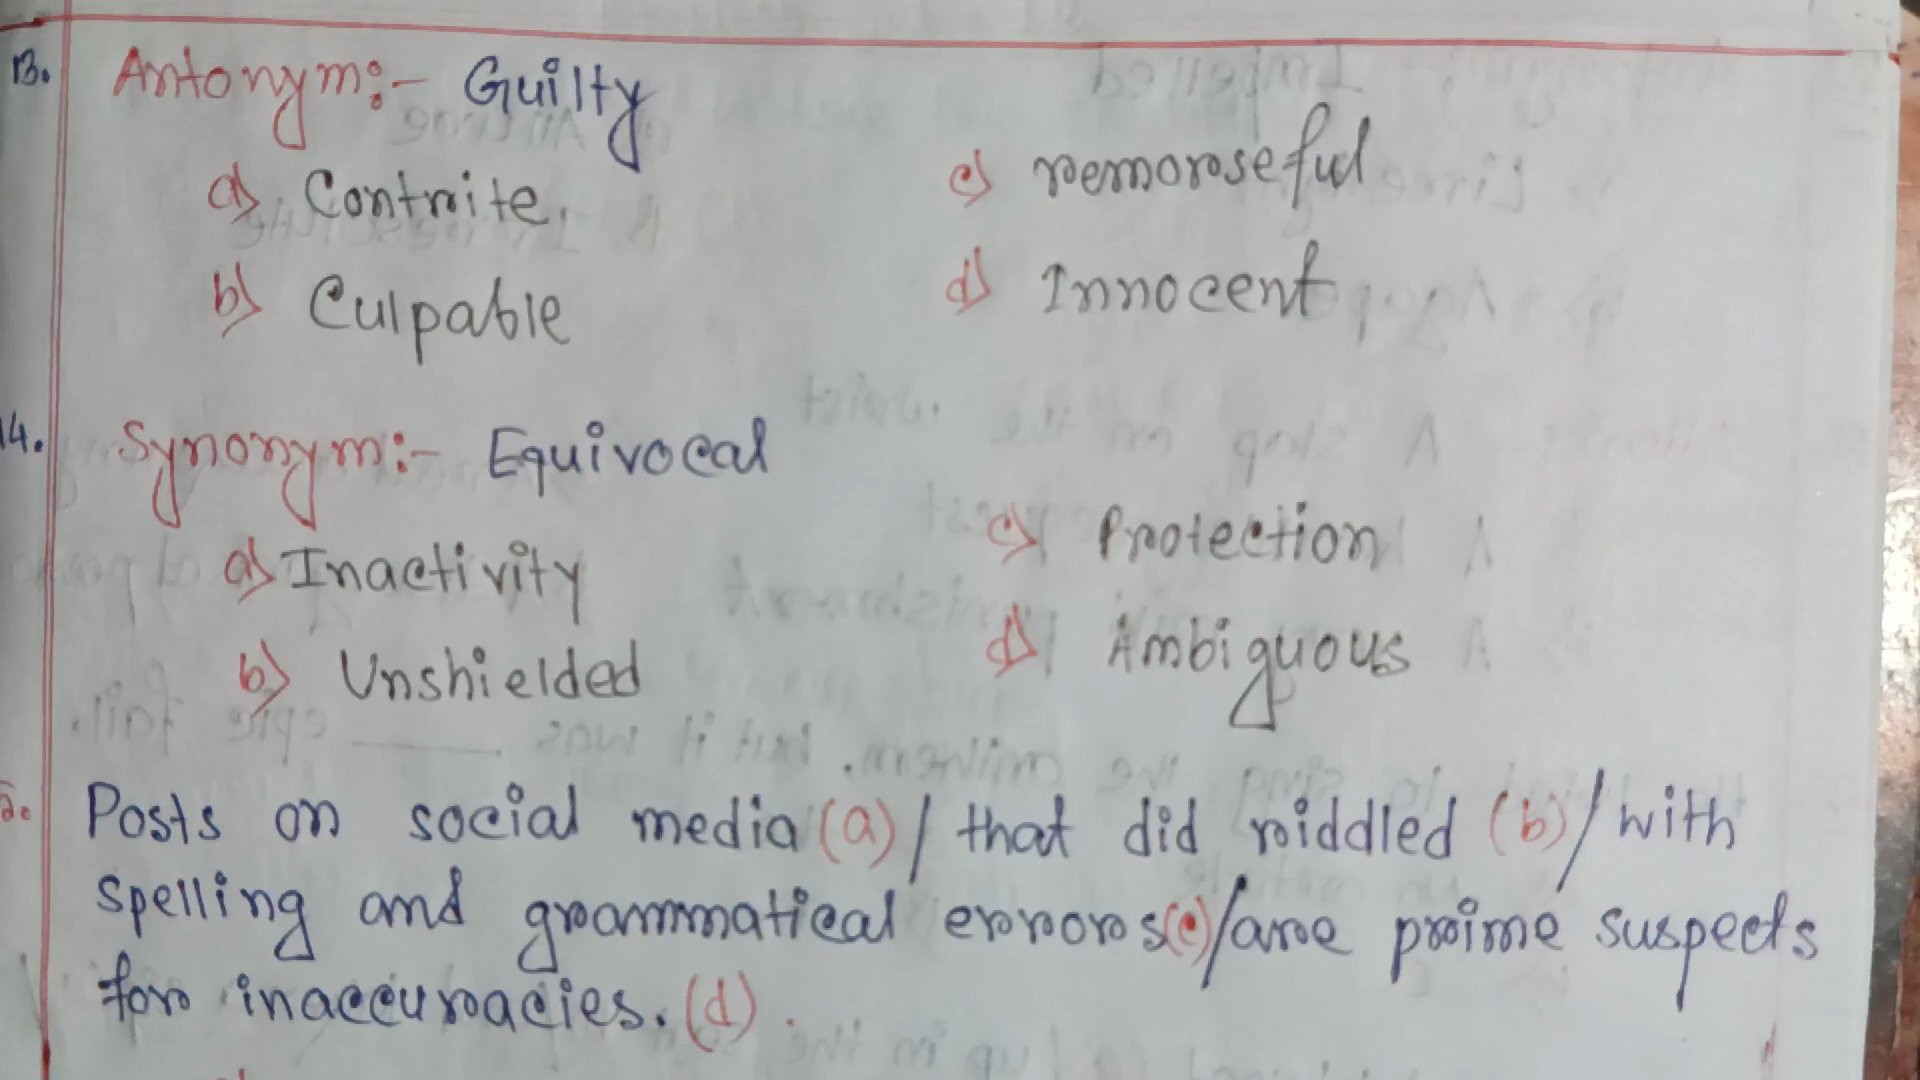 13. Antonym:- Guilty
a) Contrite.
c) remorseful
b) Culpable
d) Innocent
14. Synonym:- Equivocal
a) Inactivity
c) Protection
b) Unshielded
d) Ambiguous
Posts on social media (a) / that did riddled (b) / with
spelling and grammatical errors (c) / are prime suspects
for inaccuracies. (d).